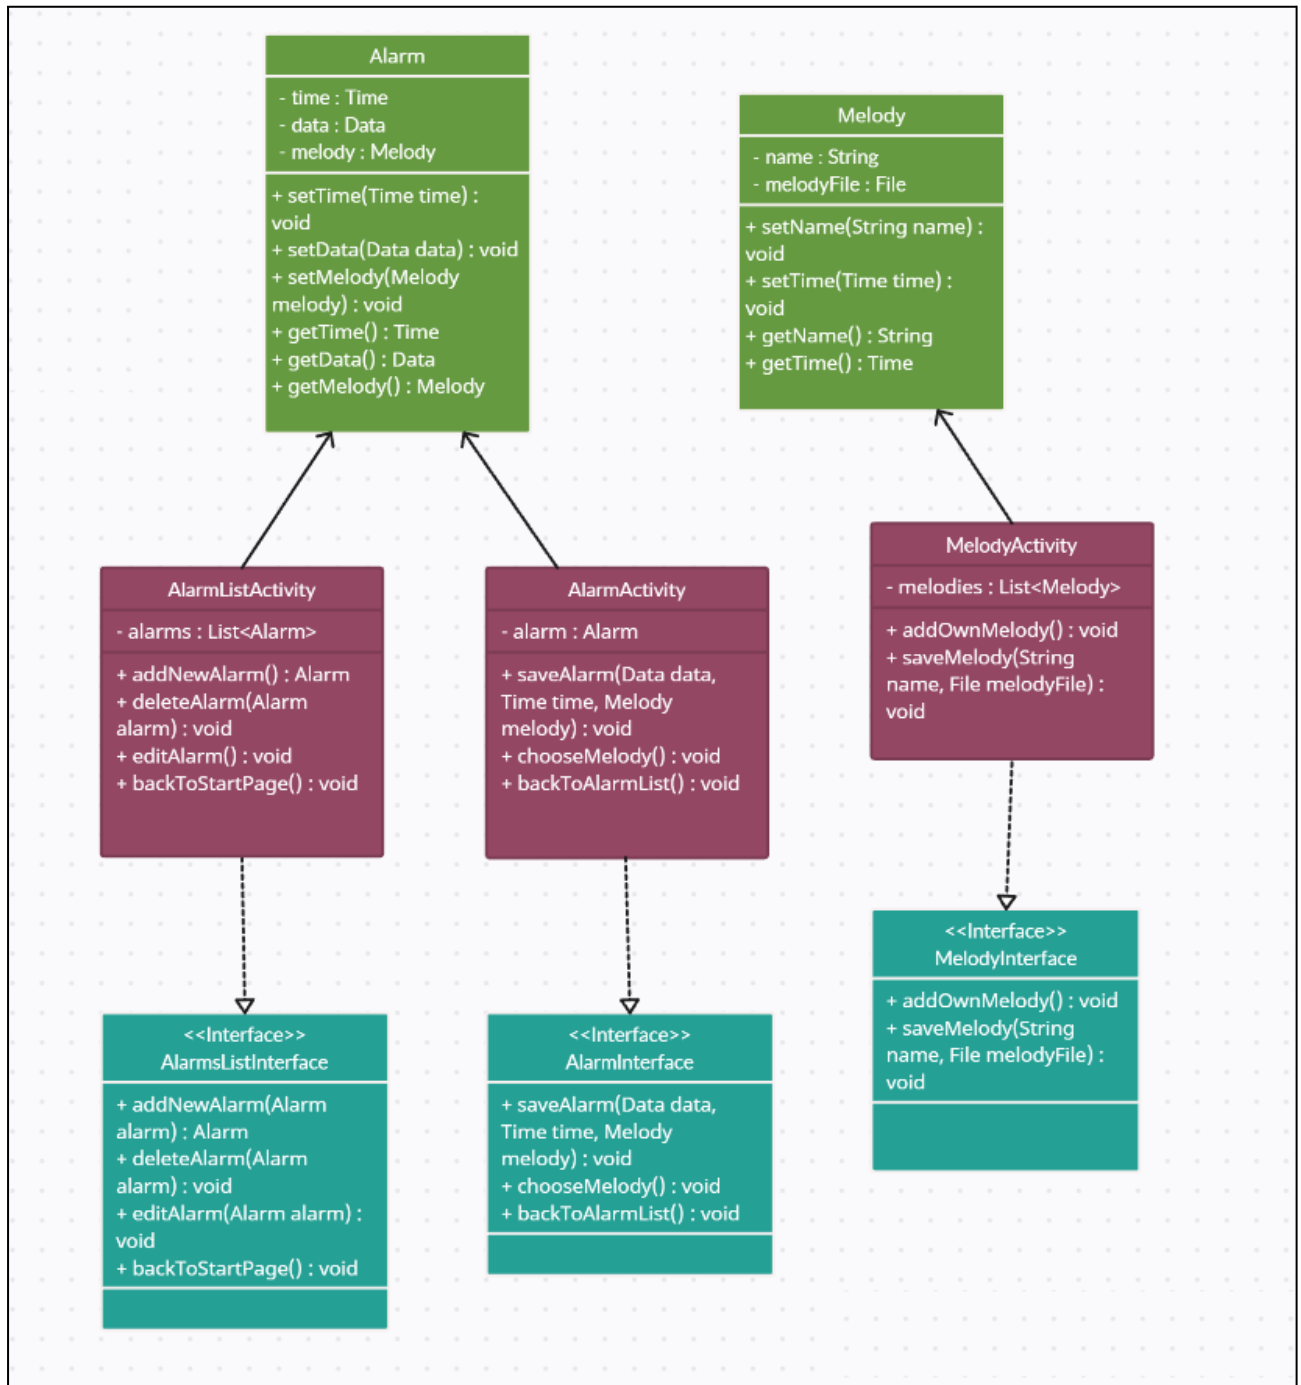 Alarm
- time : Time
- data : Data
- melody : Melody
+ setTime(Time time) :
void
+ setData(Data data) : void
+ setMelody(Melody
melody) : void
+ getTime() : Time
+ getData() : Data
+ getMelody() : Melody
Melody
- name : String
- melodyFile : File
+ setName(String name) :
void
+ setTime(Time time) :
void
+ getName() : String
+ getTime() : Time
AlarmListActivity
- alarms : List<Alarm>
+ addNewAlarm() : Alarm
+ deleteAlarm(Alarm
alarm) : void
+ editAlarm() : void
+ backToStartPage() : void
AlarmActivity
- alarm : Alarm
+ saveAlarm(Data data,
Time time, Melody
melody) : void
+ chooseMelody() : void
+ backToAlarmList() : void
MelodyActivity
- melodies : List<Melody>
+ addOwnMelody() : void
+ saveMelody(String
name, File melodyFile) :
void
<<Interface>>
AlarmsListInterface
+ addNewAlarm(Alarm
alarm) : Alarm
+ deleteAlarm(Alarm
alarm) : void
+ editAlarm(Alarm alarm) :
void
+ backToStartPage() : void
<<Interface>>
AlarmInterface
+ saveAlarm(Data data,
Time time, Melody
melody) : void
+ chooseMelody() : void
+ backToAlarmList() : void
<<Interface>>
MelodyInterface
+ addOwnMelody() : void
+ saveMelody(String
name, File melodyFile) :
void